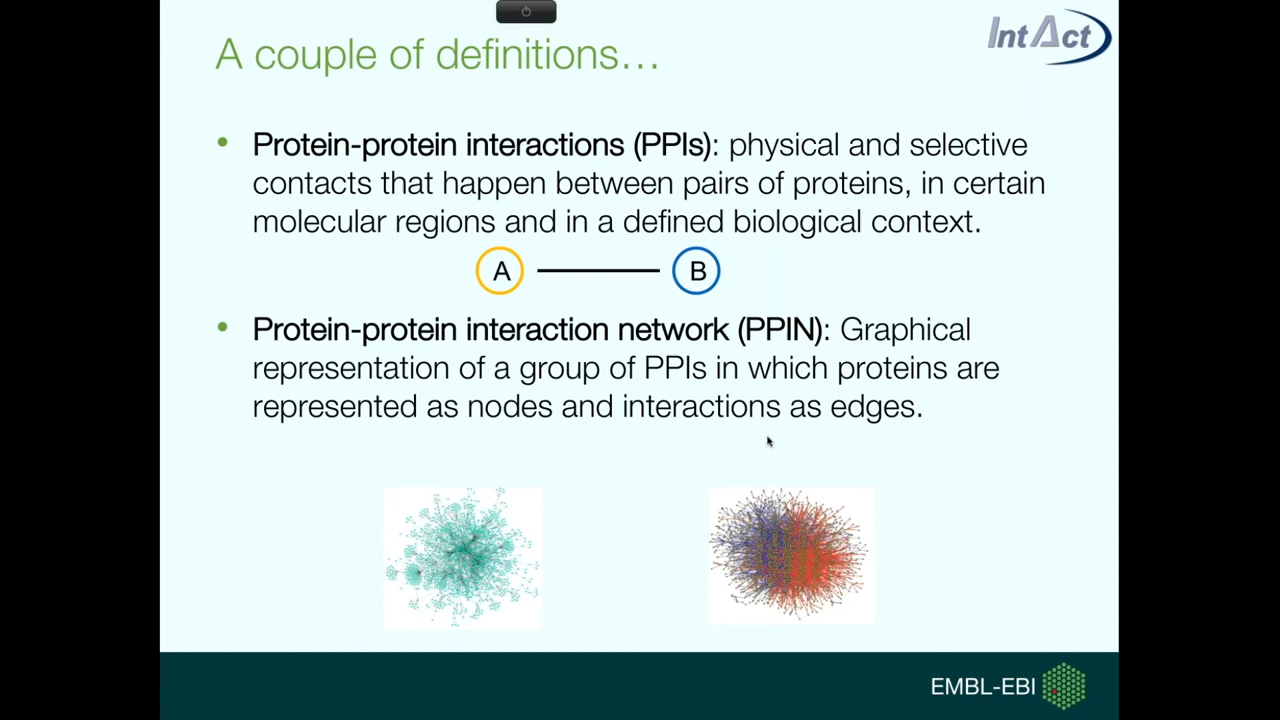 A couple of definitions...
IntAct
• Protein-protein interactions (PPIs): physical and selective
contacts that happen between pairs of proteins, in certain
molecular regions and in a defined biological context.
A B
• Protein-protein interaction network (PPIN): Graphical
representation of a group of PPIs in which proteins are
represented as nodes and interactions as edges.
EMBL-EBI